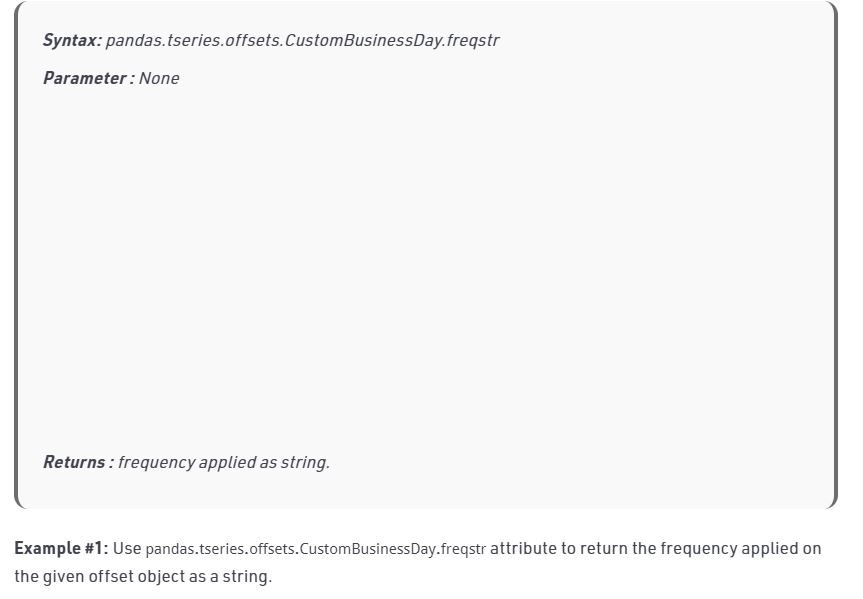 Syntax: pandas.tseries.offsets.CustomBusinessDay.freqstr
Parameter : None
Returns : frequency applied as string.
Example #1: Use pandas.tseries.offsets.CustomBusinessDay.freqstr attribute to return the frequency applied on
the given offset object as a string.